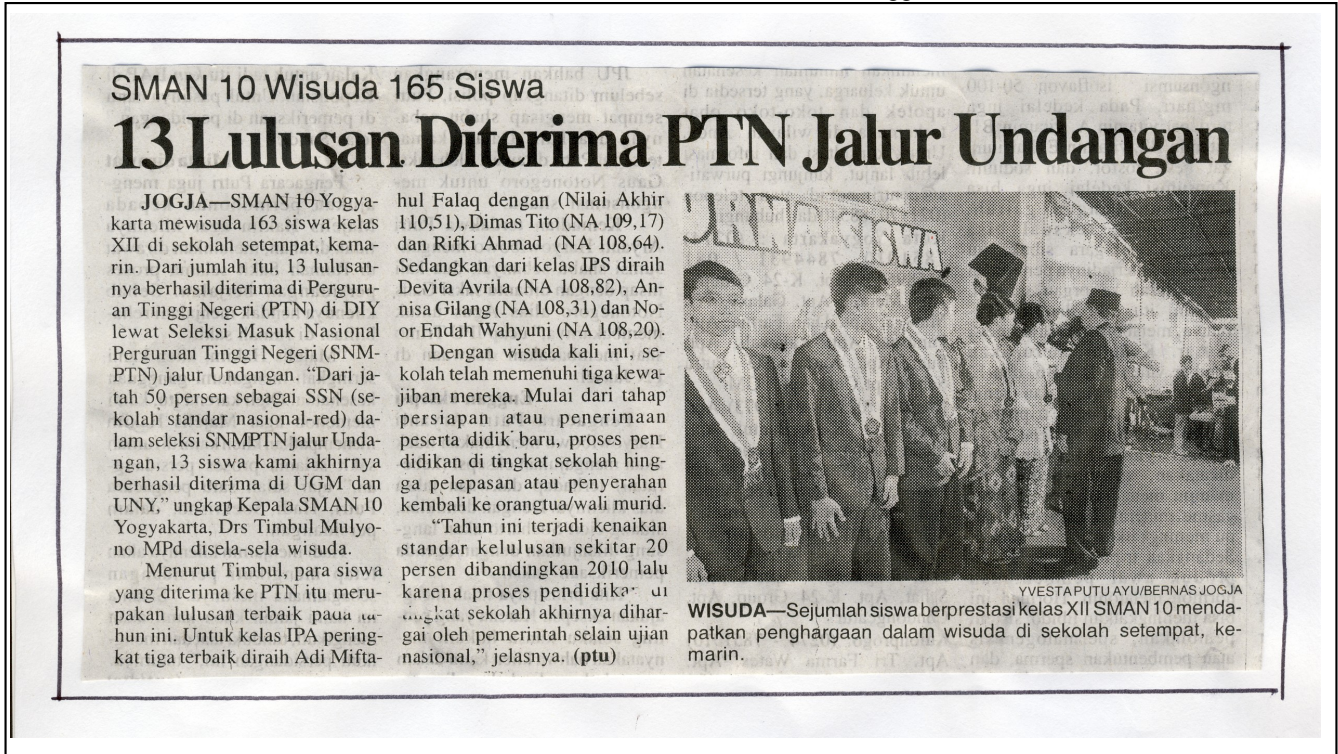 SMAN 10 Wisuda 165 Siswa
13 Lulusan Diterima PTN Jalur Undangan
JOGJA—SMAN 10 Yogya-
karta mewisuda 163 siswa kelas
XII di sekolah setempat, kema-
rin. Dari jumlah itu, 13 lulusan-
nya berhasil diterima di Pergu-
ruan Tinggi Negeri (PTN) di DIY
lewat Seleksi Masuk Nasional
Perguruan Tinggi Negeri (SNM-
PTN) jalur Undangan. “Dari ja-
tah 50 persen sebagai SSN (se-
kolah standar nasional-red) da-
lam seleksi SNMPTN jalur Unda-
ngan, 13 siswa kami akhirnya
berhasil diterima di UGM dan
UNY,” ungkap Kepala SMAN 10
Yogyakarta, Drs Timbul Mulyo-
no MPd disela-sela wisuda.
Menurut Timbul, para siswa
yang diterima ke PTN itu meru-
pakan lulusan terbaik pada ta-
hun ini. Untuk kelas IPA pering-
kat tiga terbaik diraih Adi Mifta-
hul Falaq dengan (Nilai Akhir
110,51), Dimas Tito (NA 109,17)
dan Rifki Ahmad (NA 108,64).
Sedangkan dari kelas IPS diraih
Devita Avrila (NA 108,82), An-
nisa Gilang (NA 108,31) dan No-
or Endah Wahyuni (NA 108,20).
Dengan wisuda kali ini, se-
kolah telah memenuhi tiga kewa-
jiban mereka. Mulai dari tahap
persiapan atau penerimaan
peserta didik baru, proses pen-
didikan di tingkat sekolah hing-
ga pelepasan atau penyerahan
kembali ke orangtua/wali murid.
“Tahun ini terjadi kenaikan
standar kelulusan sekitar 20
persen dibandingkan 2010 lalu
karena proses pendidikan di
tingkat sekolah akhirnya dihar-
gai oleh pemerintah selain ujian
nasional,” jelasnya. (ptu)
SISWA
YVESTA PUTU AYU/BERNAS JOGJA
WISUDA—Sejumlah siswa berprestasi kelas XII SMAN 10 menda-
patkan penghargaan dalam wisuda di sekolah setempat, ke-
marin.